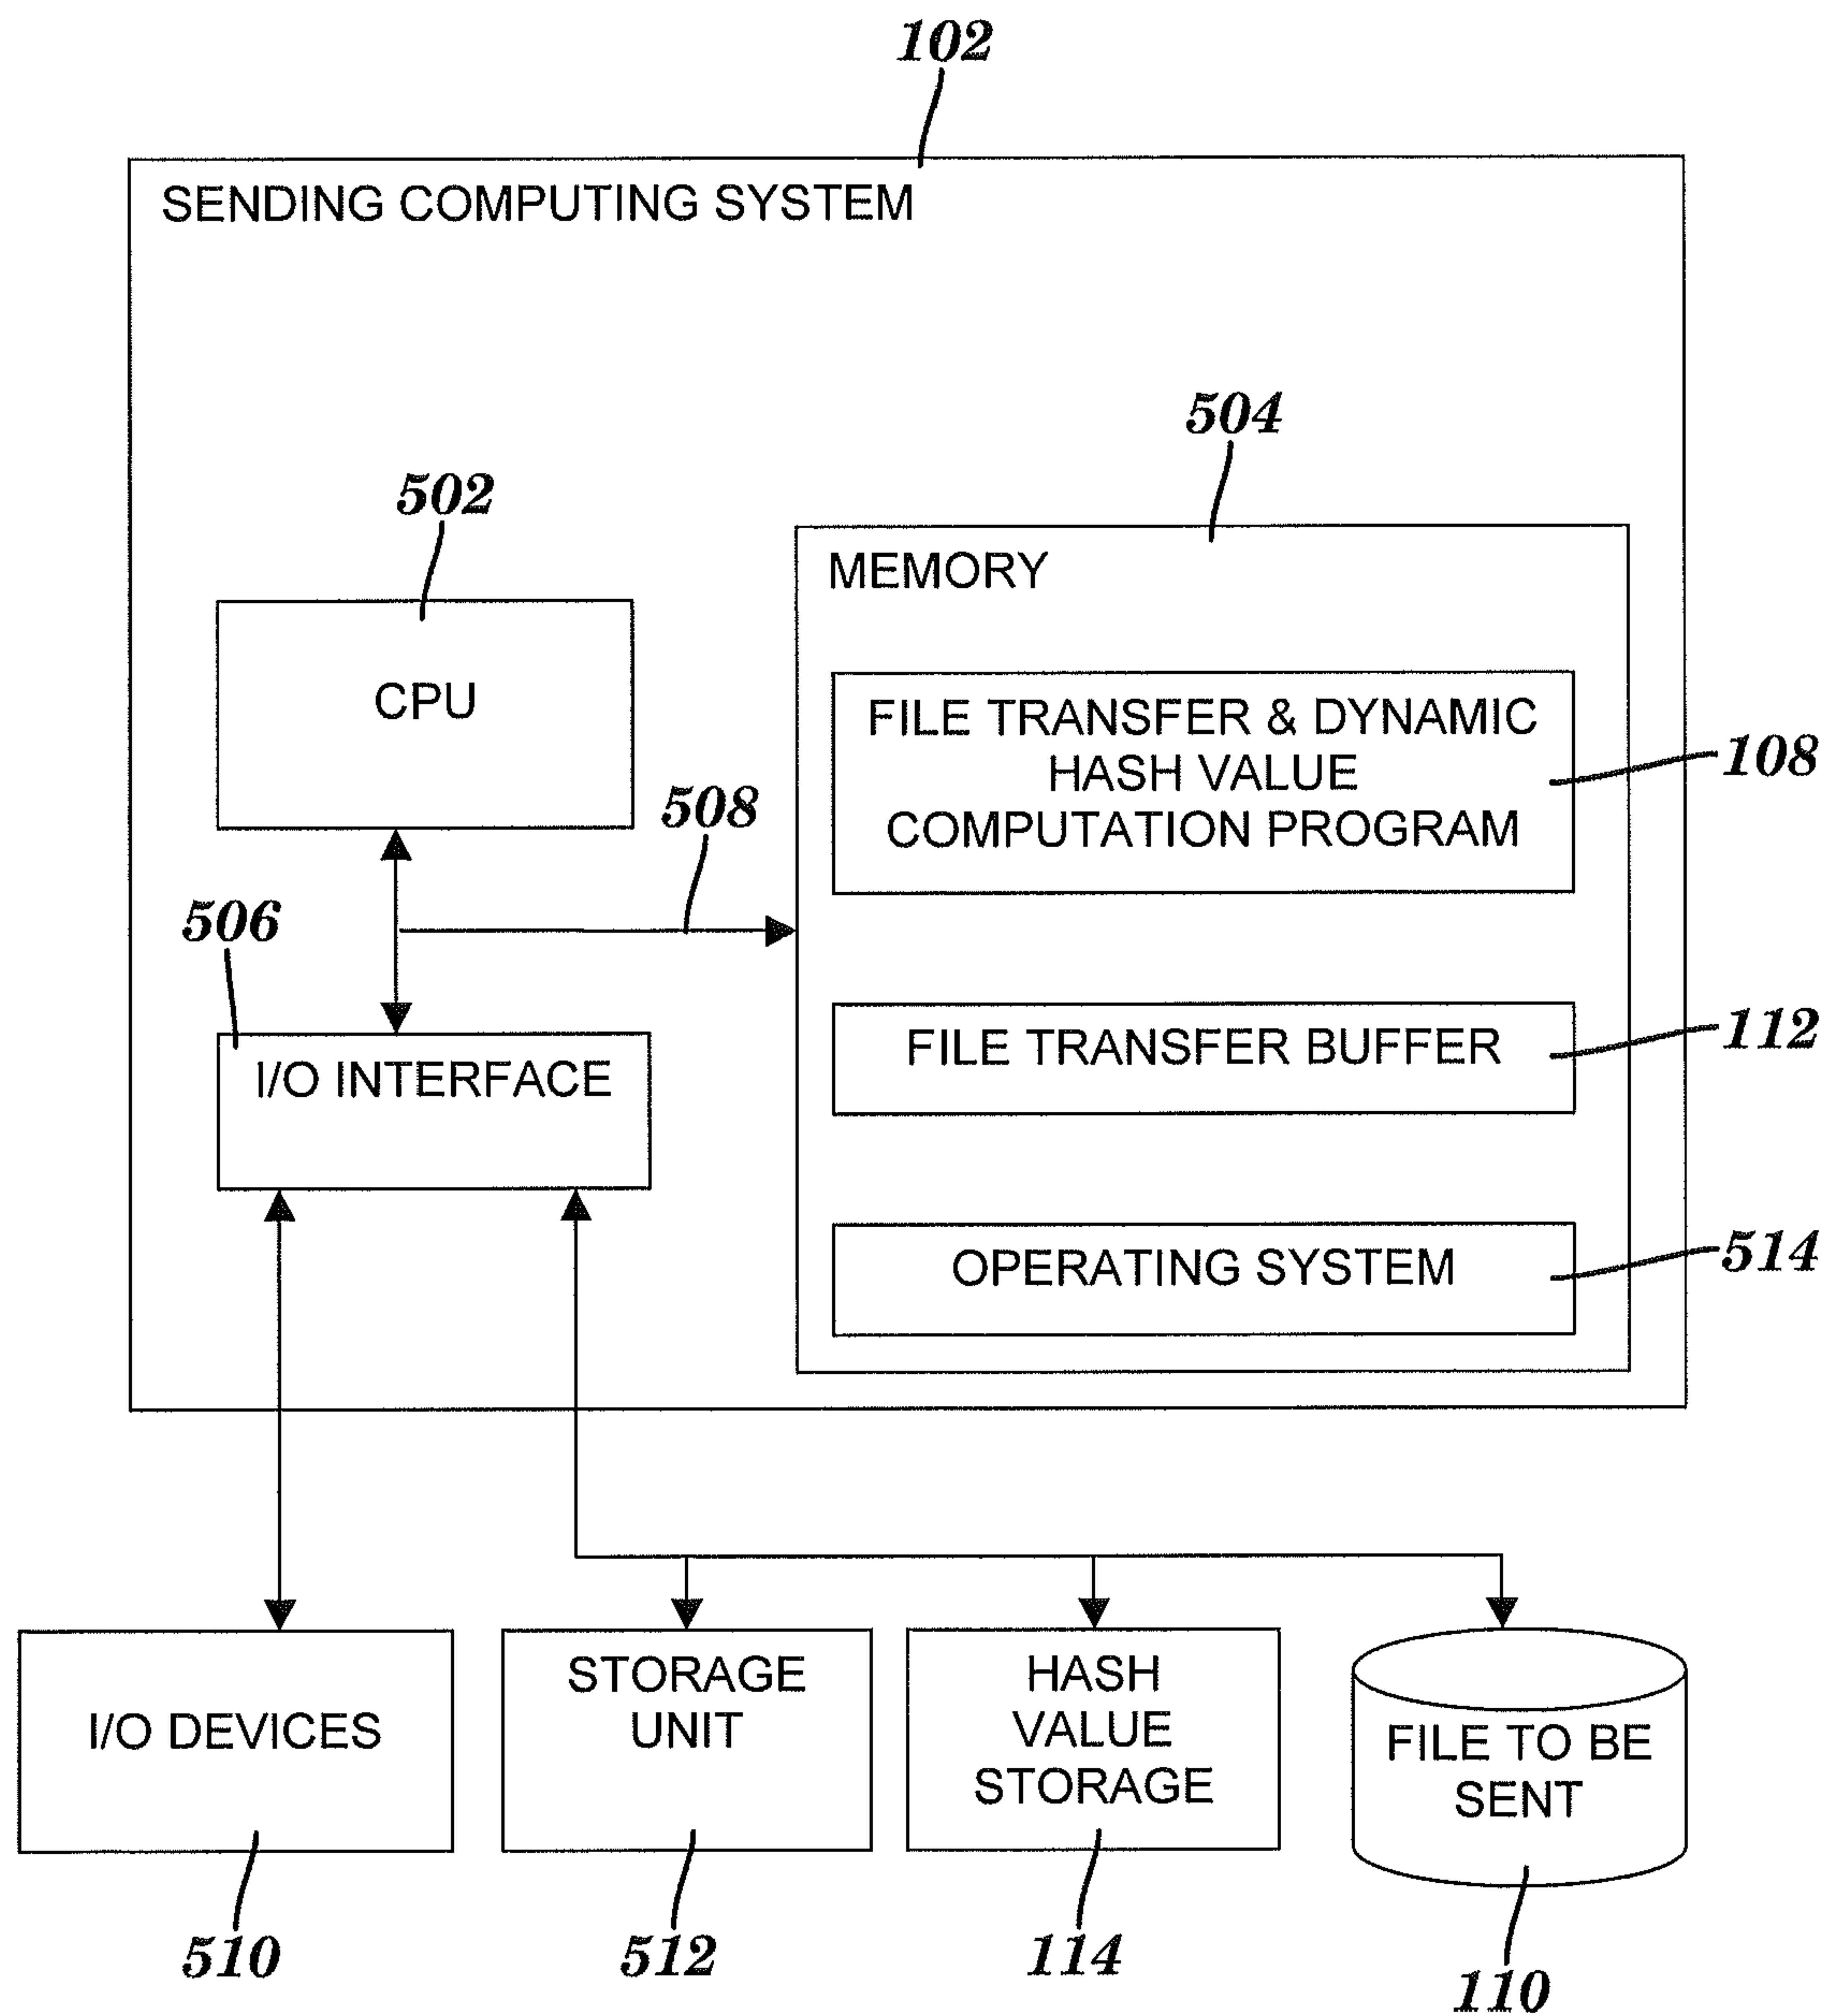 102
SENDING COMPUTING SYSTEM
504
502
MEMORY
CPU
FILE TRANSFER & DYNAMIC
HASH VALUE
COMPUTATION PROGRAM
108
508
506
I/O INTERFACE
FILE TRANSFER BUFFER
112
OPERATING SYSTEM
514
I/O DEVICES
STORAGE
UNIT
HASH
VALUE
STORAGE
FILE TO BE
SENT
510
512
114
110